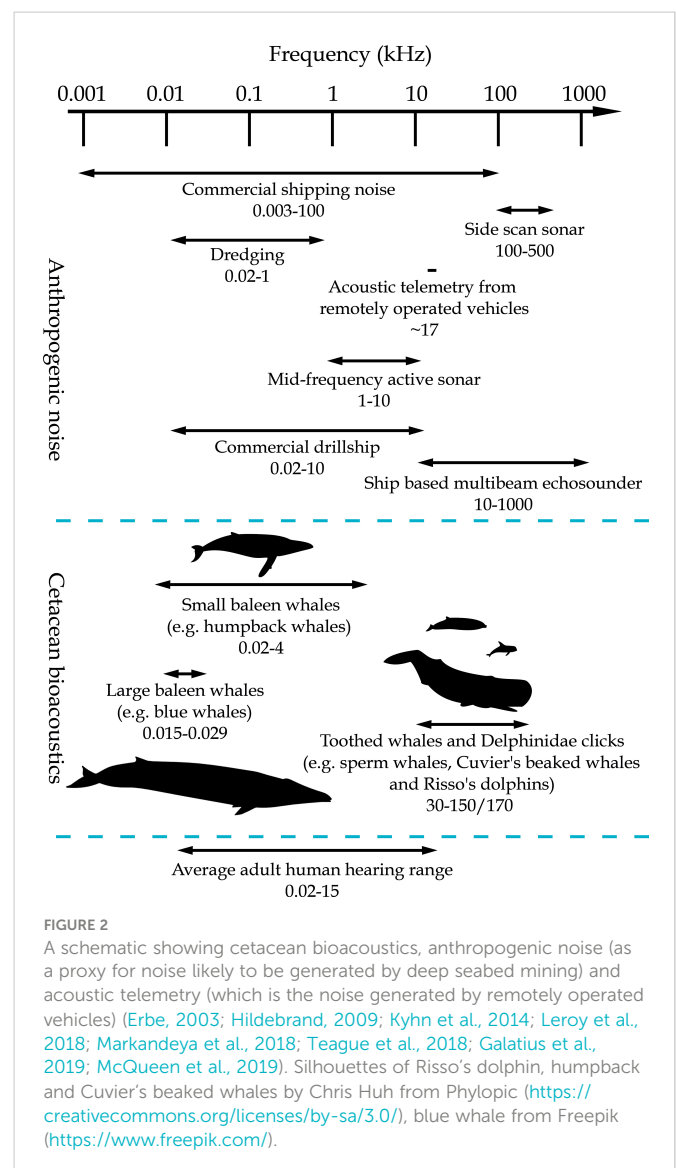 Frequency (kHz)
0.001 0.01 0.1 1 10 100 1000
Commercial shipping noise
0.003-100
Side scan sonar
100-500
Dredging
0.02-1
Acoustic telemetry from
remotely operated vehicles
~17
Mid-frequency active sonar
1-10
Commercial drillship
0.02-10
Ship based multibeam echosounder
10-1000
Anthropogenic noise
Small baleen whales
(e.g. humpback whales)
0.02-4
Large baleen whales
(e.g. blue whales)
0.015-0.029
Toothed whales and Delphinidae clicks
(e.g. sperm whales, Cuvier's beaked whales
and Risso's dolphins)
30-150/170
Cetacean bioacoustics
Average adult human hearing range
0.02-15
FIGURE 2
A schematic showing cetacean bioacoustics, anthropogenic noise (as
a proxy for noise likely to be generated by deep seabed mining) and
acoustic telemetry (which is the noise generated by remotely operated
vehicles) (Erbe, 2003; Hildebrand, 2009; Kyhn et al., 2014; Leroy et al.,
2018; Markandeya et al., 2018; Teague et al., 2018; Galatius et al.,
2019; McQueen et al., 2019). Silhouettes of Risso’s dolphin, humpback
and Cuvier’s beaked whales by Chris Huh from Phylopic (https://
creativecommons.org/licenses/by-sa/3.0/), blue whale from Freepik
(https://www.freepik.com/).